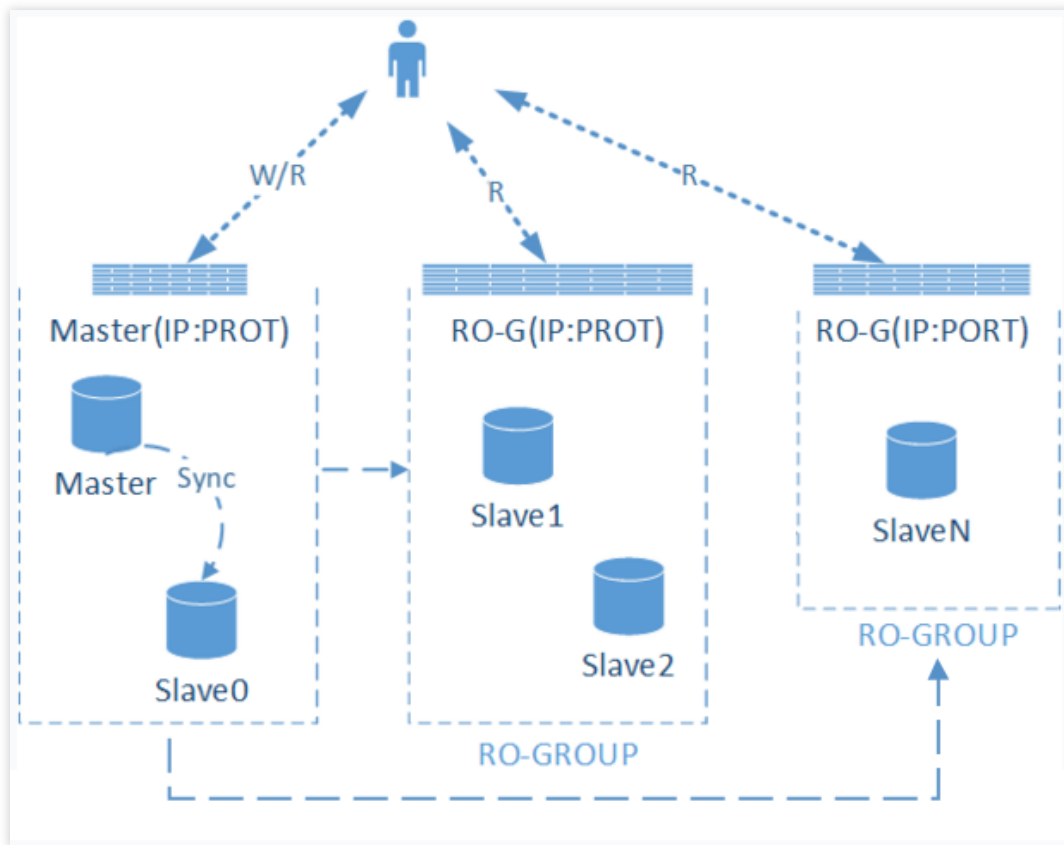 W/R
R
R
Master(IP:PROT)
RO-G(IP:PROT)
RO-G(IP:PORT)
Master
Sync
Slave0
Slave1
Slave2
SlaveN
RO-GROUP
RO-GROUP